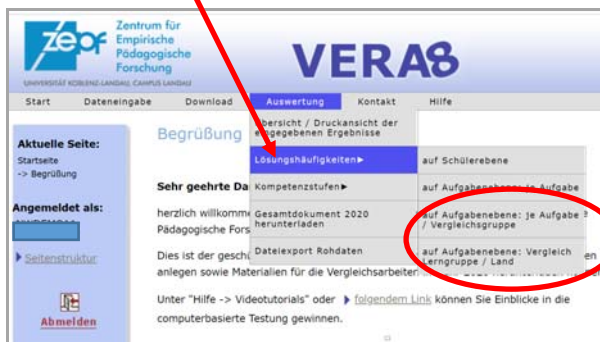 zepf
Zentrum für
Empirische
Pädagogische
Forschung
UNIVERSITÄT KOBLENZ-LANDAU, CAMPUS LANDAU
VERA8
Start Dateneingabe Download Auswertung Kontakt Hilfe
Aktuelle Seite:
Startseite
-> Begrüßung
Angemeldet als:
Seitenstruktur
Abmelden
Begrüßung
Übersicht / Druckansicht der
eingegebenen Ergebnisse
Lösungshäufigkeiten►
Kompetenzstufen►
Gesamtdokument 2020
herunterladen
Dateiexport Rohdaten
auf Schülerebene
auf Aufgabenebene: je Aufgabe
auf Aufgabenebene: je Aufgabe
/ Vergleichsgruppe
auf Aufgabenebene: Vergleich
Lerngruppe / Land
Sehr geehrte Da
herzlich willkomme
Pädagogische Fors
Dies ist der geschü
anlegen sowie Materialien für die Vergleichsarbeiten
Unter "Hilfe -> Videotutorials" oder folgendem Link können Sie Einblicke in die
computerbasierte Testung gewinnen.